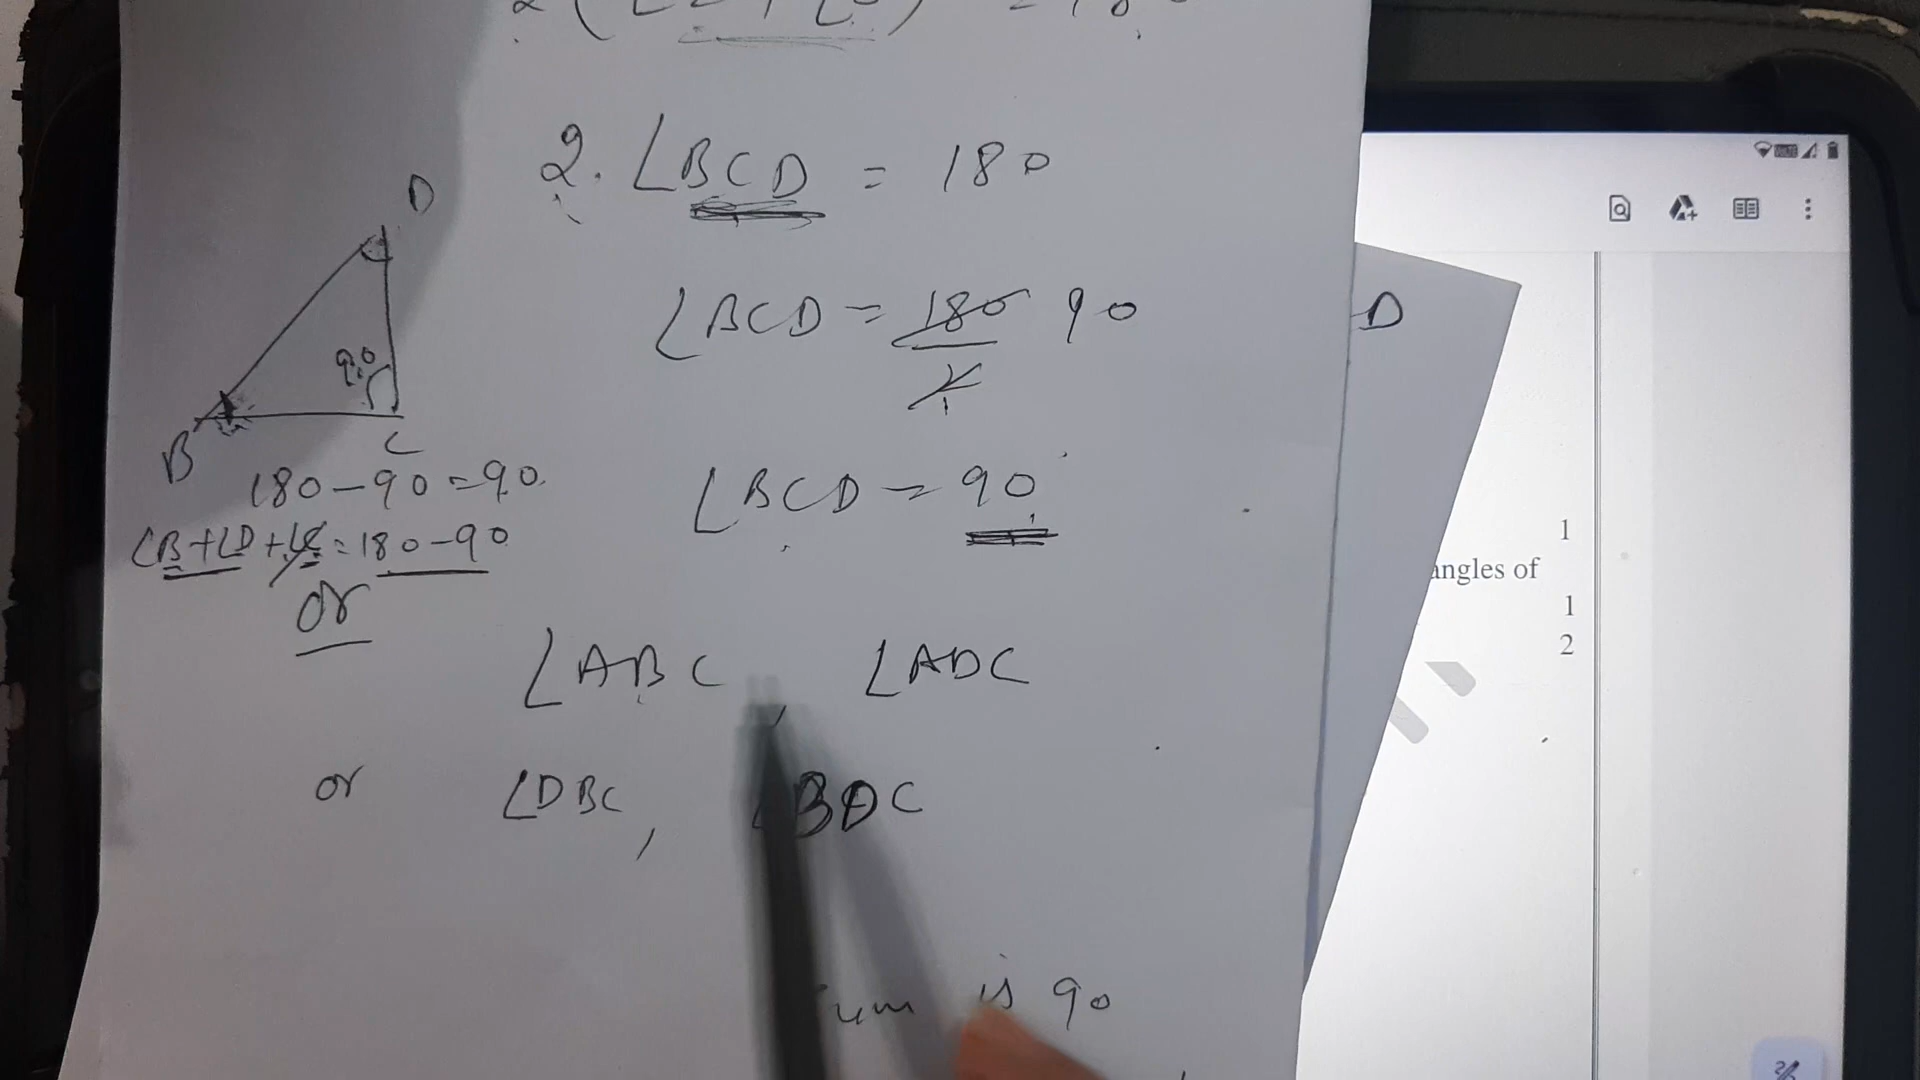 2. ∠BCD = 180
D
∠BCD = 180 90
2
90
B
C
∠BCD = 90
180-90=90
∠B+∠D+∠C=180-90
or
∠ABC, ∠ADC
or ∠DBC, ∠BDC
is 90
D
1
angles of
1
2